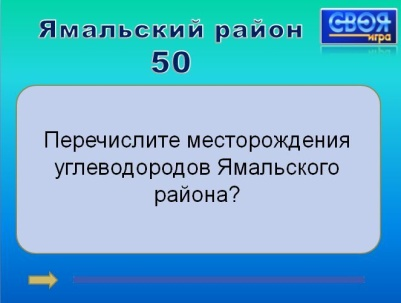 Ямальский район
СВОЯ
игра
50
Перечислите месторождения
углеводородов Ямальского
района?